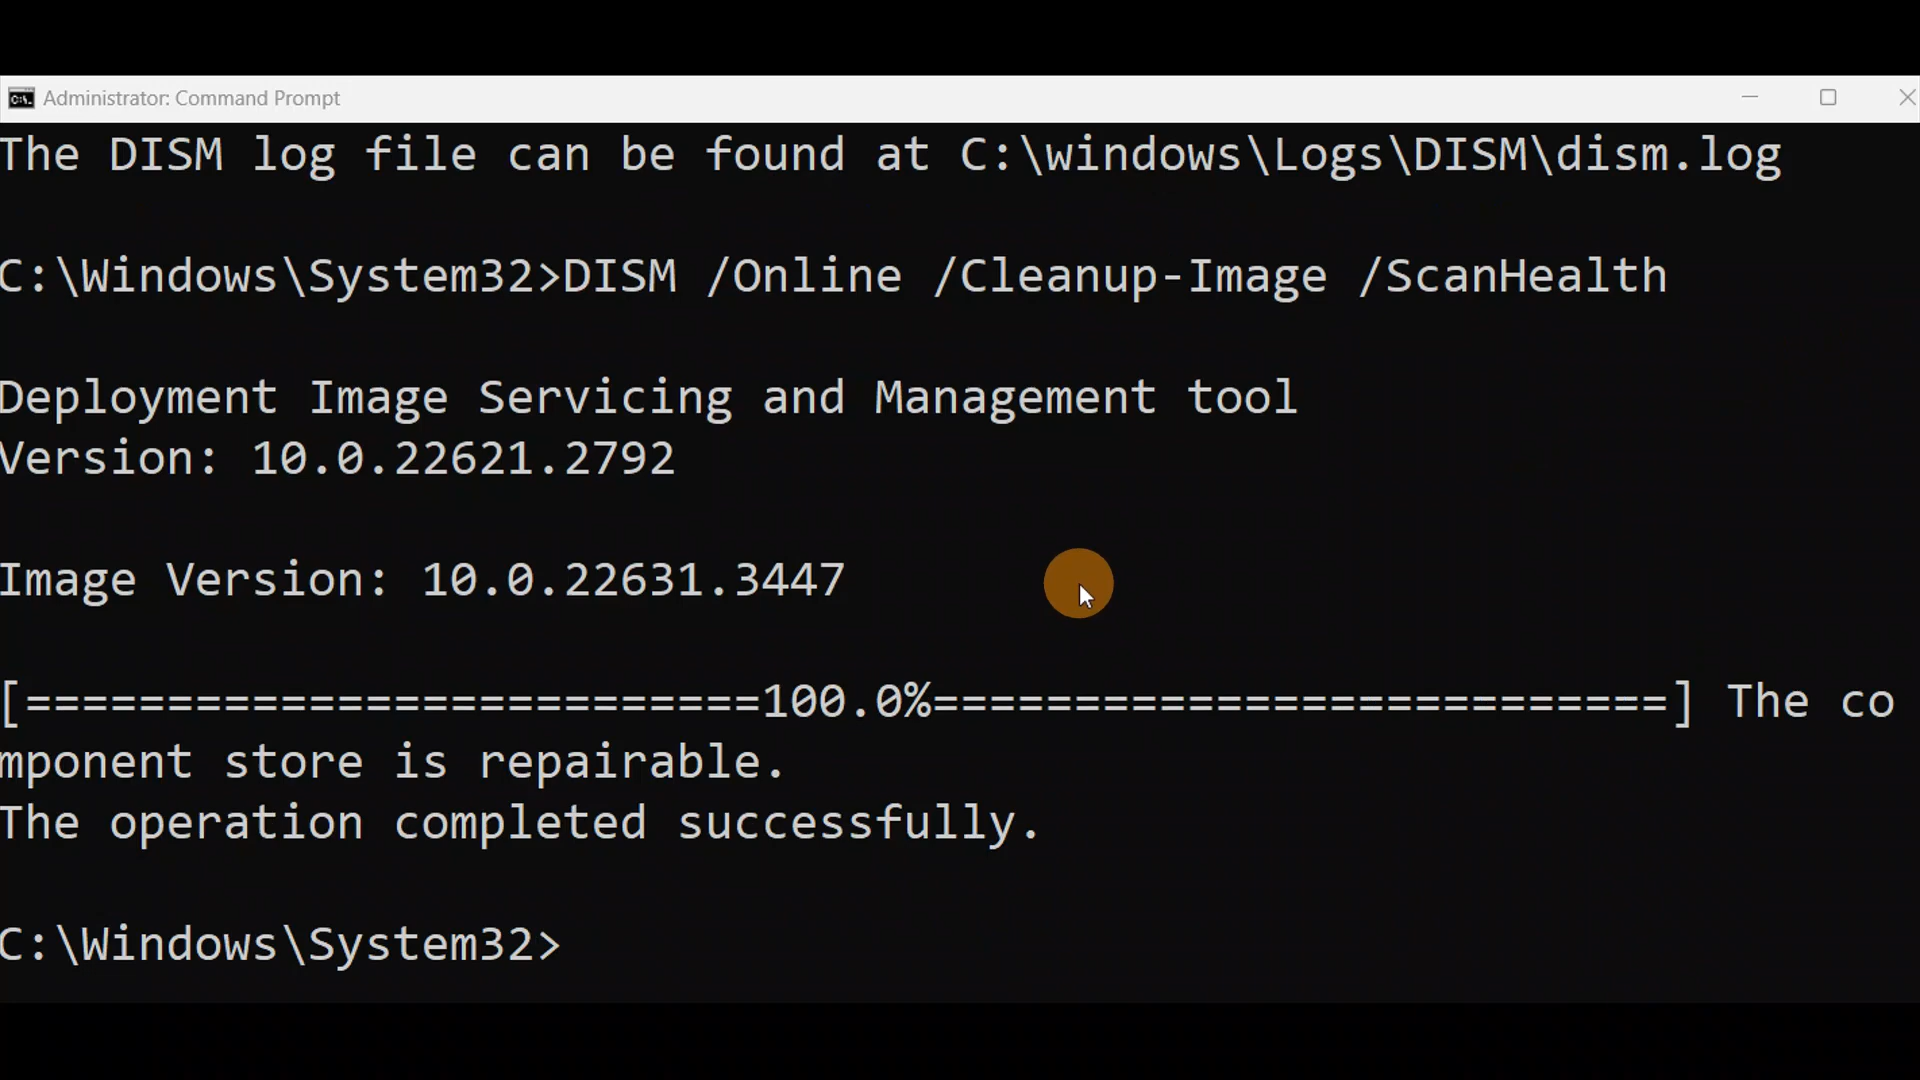 Administrator: Command Prompt
The DISM log file can be found at C:\windows\Logs\DISM\dism.log
C:\Windows\System32>DISM /Online /Cleanup-Image /ScanHealth
Deployment Image Servicing and Management tool
Version: 10.0.22621.2792
Image Version: 10.0.22631.3447
[==========================100.0%==========================] The co
mponent store is repairable.
The operation completed successfully.
C:\Windows\System32>